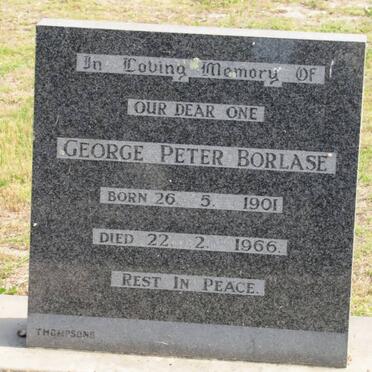 In Loving Memory Of
OUR DEAR ONE
GEORGE PETER BORLASE
BORN 26. 5. 1901
DIED 22. 2. 1966.
REST IN PEACE.
THOMPSONS